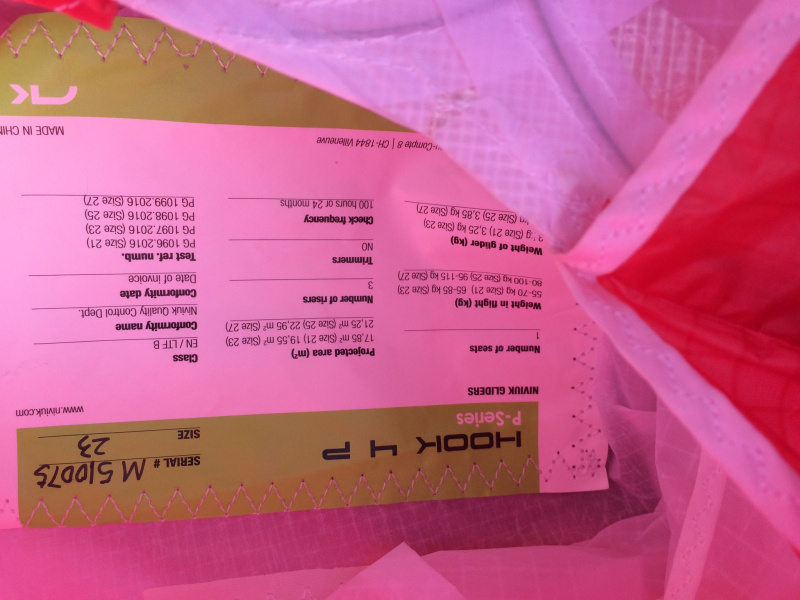 HOOK 4 P
P-Series
SERIAL # M51007S
SIZE 23
NIVIUK GLIDERS
www.niviuk.com
Number of seats
1
Weight in flight (kg)
55-70 kg (Size 21) 65-85 kg (Size 23)
80-100 kg (Size 25) 95-115 kg (Size 27)
Weight of glider (kg)
kg (Size 21) 3,25 kg (Size 23)
kg (Size 25) 3,85 kg (Size 27)
Projected area (m²)
17.85 m² (Size 21) 19.55 m² (Size 23)
21.25 m² (Size 25) 22.95 m² (Size 27)
Number of risers
3
Trimmers
NO
Check frequency
100 hours or 24 months
Class
EN / LTF B
Conformity name
Niviuk Quality Control Dept.
Conformity date
Date of invoice
Test ref. numb.
PG 1096.2016 (Size 21)
PG 1097.2016 (Size 23)
PG 1098.2016 (Size 25)
PG 1099.2016 (Size 27)
-Compte 8 | CH-1844 Villeneuve
MADE IN CHIN